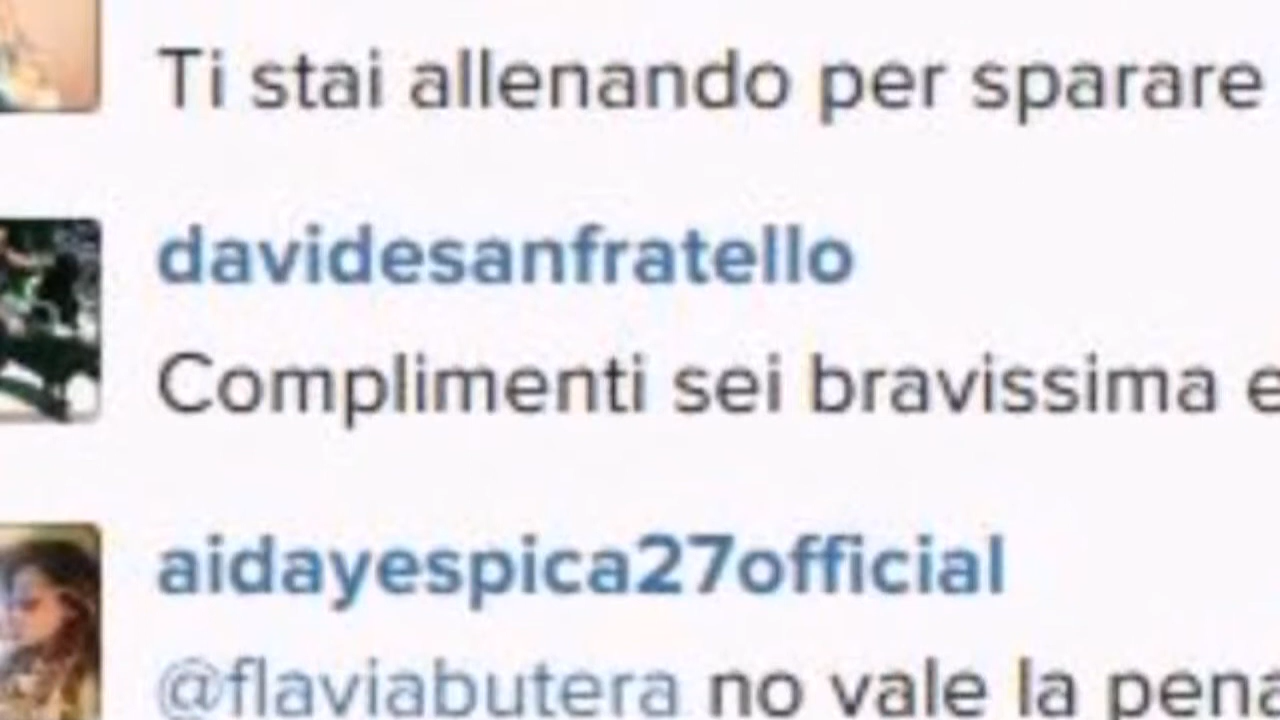 Ti stai allenando per sparare
davidesanfratello
Complimenti sei bravissima e
aidayespica27official
@flaviabutera no vale la pena